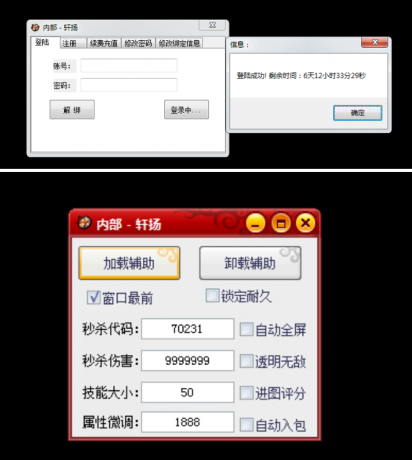 内部 - 轩扬
登陆 注册 续费充值 修改密码 修改绑定信息
账号:
密码:
解 绑 登录中...
信息:
登陆成功! 剩余时间:6天12小时33分29秒
确定
内部 - 轩扬
加载辅助 卸载辅助
窗口最前 锁定耐久
秒杀代码: 70231 自动全屏
秒杀伤害: 9999999 透明无敌
技能大小: 50 进图评分
属性微调: 1888 自动入包